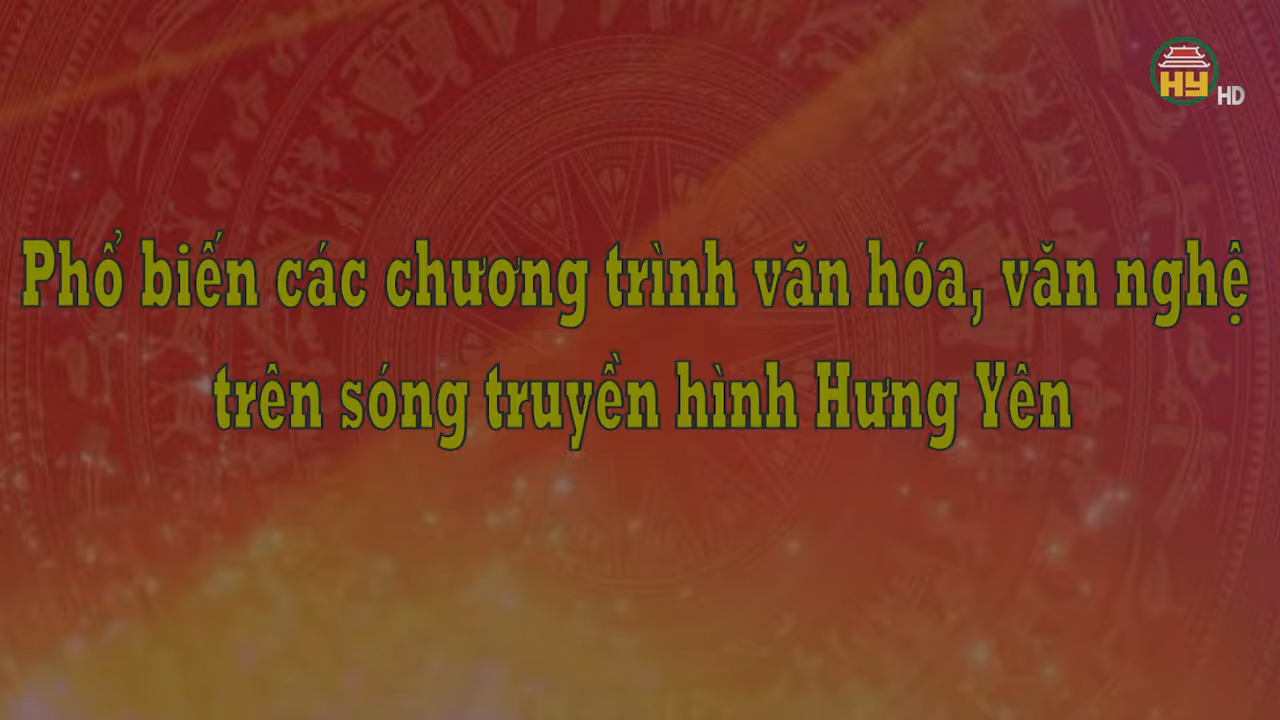 HY HD
Phổ biến các chương trình văn hóa, văn nghệ
trên sóng truyền hình Hưng Yên